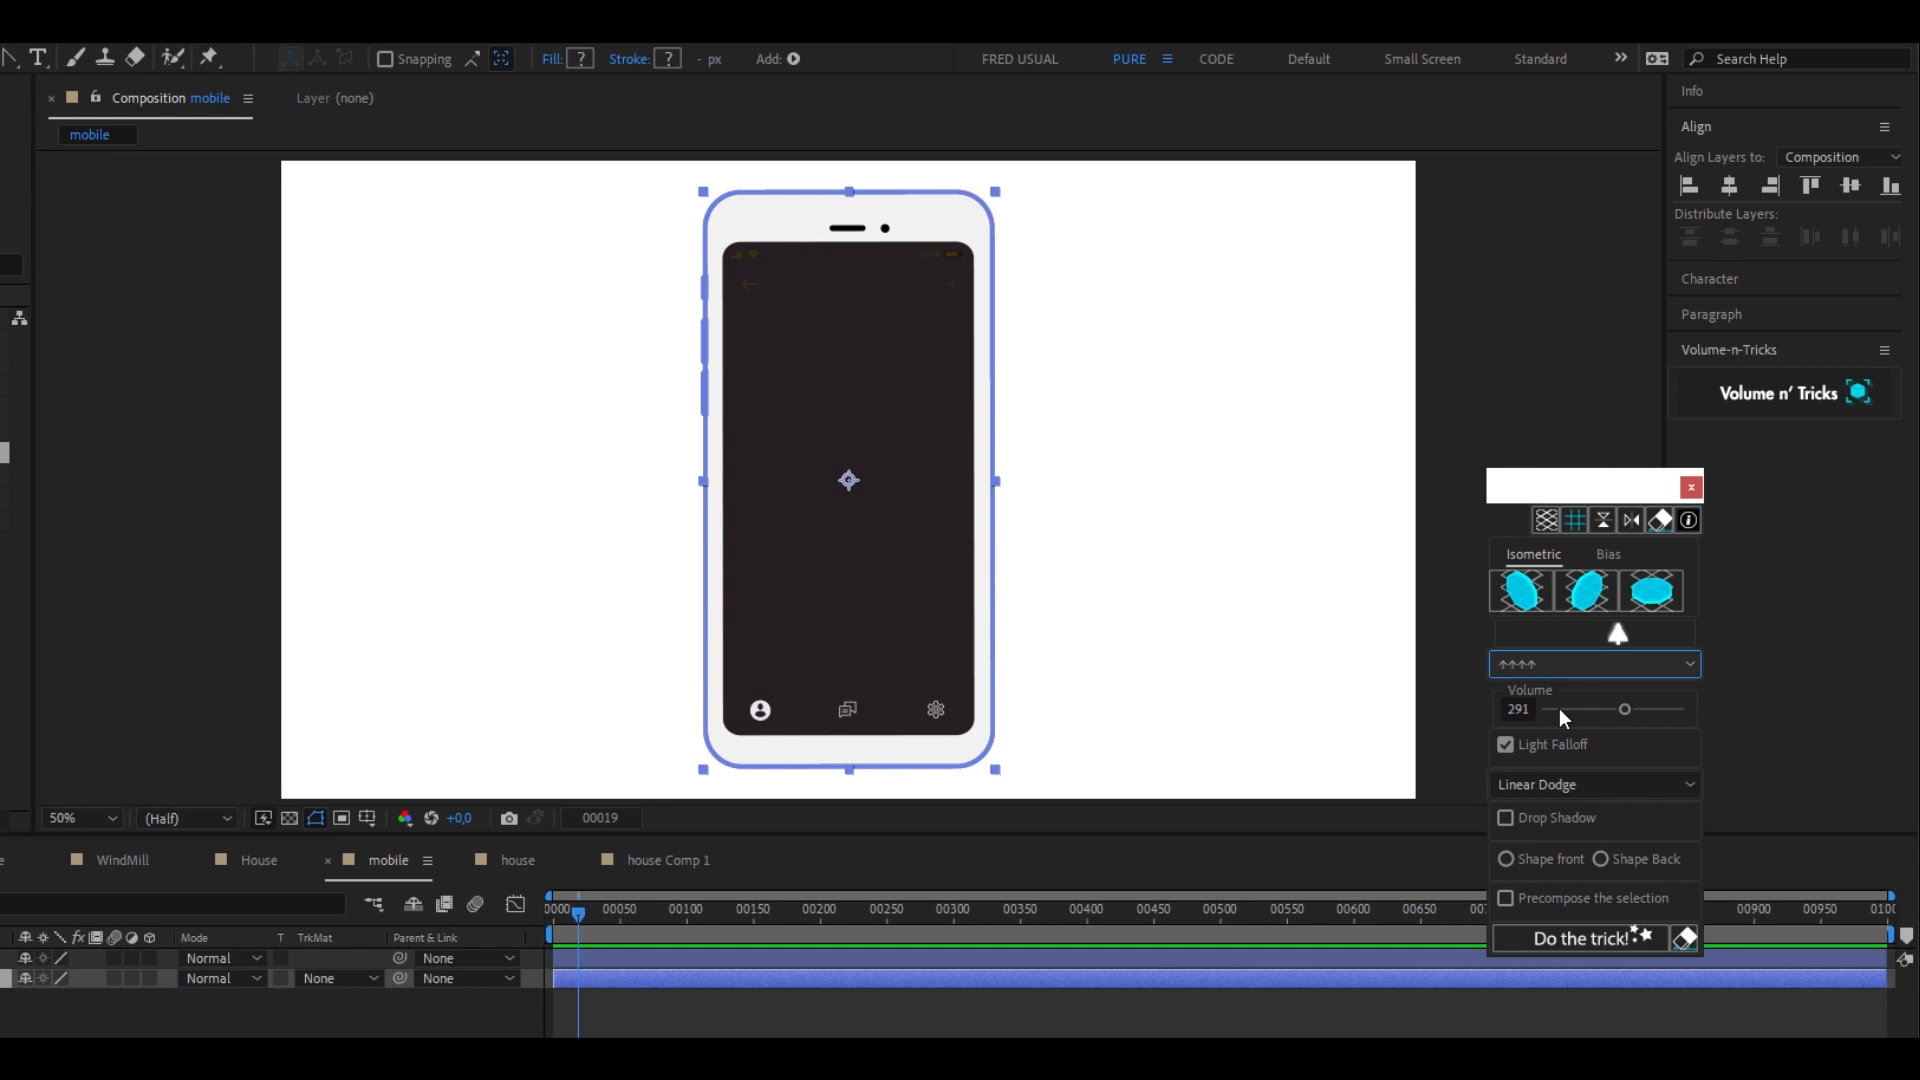 T Snapping Fill: ? Stroke: ? - px Add: FRED USUAL PURE CODE Default Small Screen Standard Search Help
× Composition mobile Layer (none)
mobile
Info
Align
Align Layers to: Composition
Distribute Layers:
Character
Paragraph
Volume-n-Tricks
Volume n' Tricks
x
Isometric Bias
↑↑↑↑
Volume
291
Light Falloff
Linear Dodge
Drop Shadow
Shape front Shape Back
Precompose the selection
Do the trick!
50% (Half) +0,0 00019
e WindMill House × mobile house house Comp 1
0000 00050 00100 00150 00200 00250 00300 00350 00400 00450 00500 00550 00600 00650 00 00900 00950 0100
fx Mode T TrkMat Parent & Link
Normal None
Normal None None